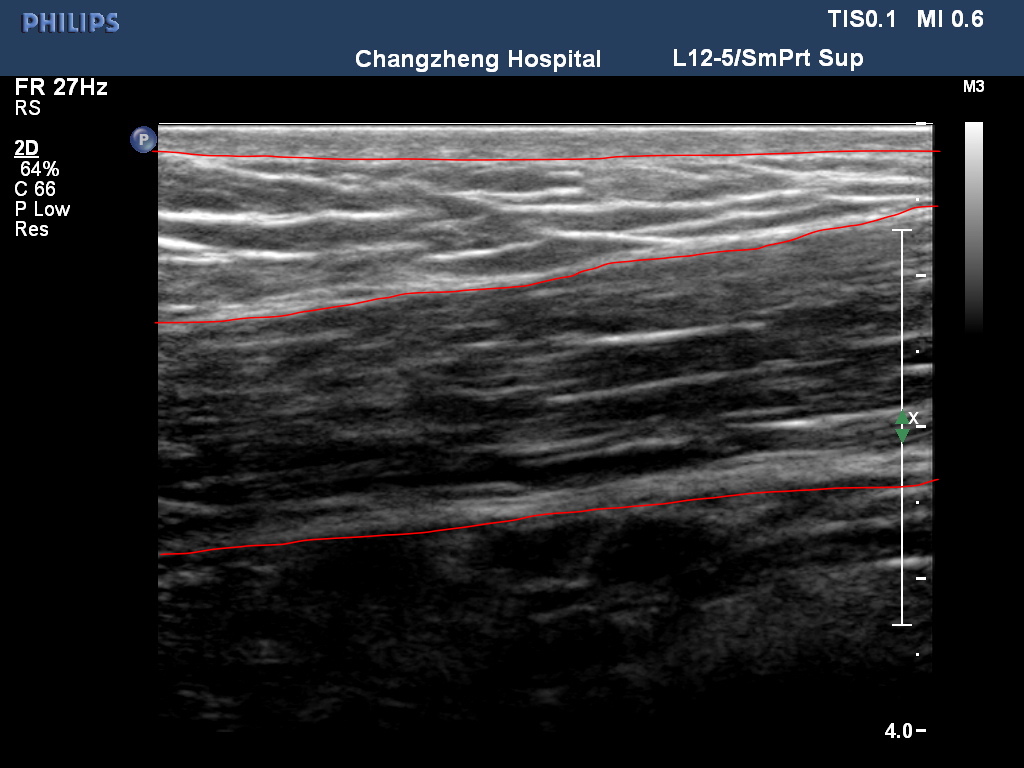 PHILIPS
TIS0.1 MI 0.6
Changzheng Hospital L12-5/SmPrt Sup
FR 27Hz
RS
M3
P
2D
64%
C 66
P Low
Res
X
4.0